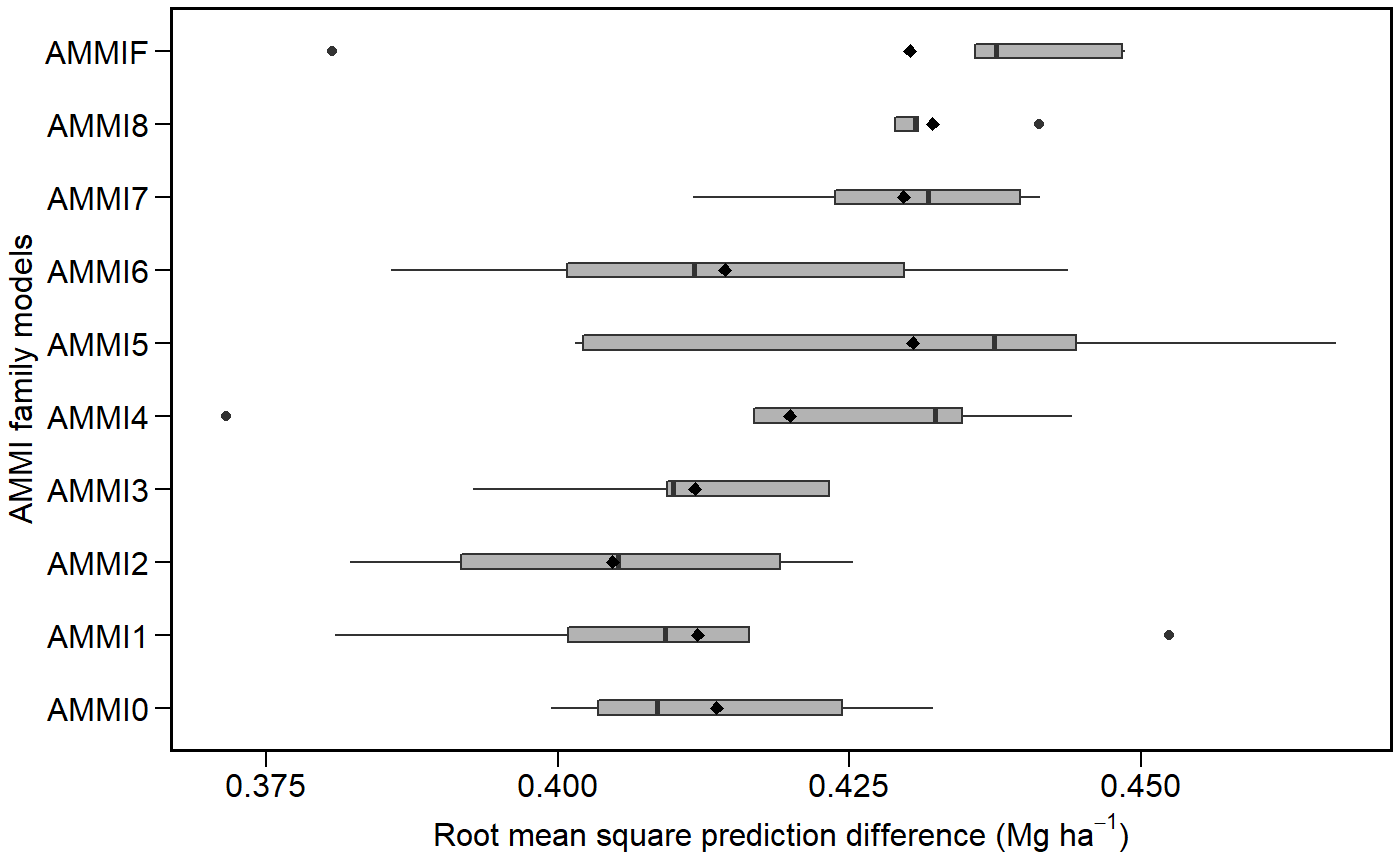 AMMI family models
AMMIF
AMMI8
AMMI7
AMMI6
AMMI5
AMMI4
AMMI3
AMMI2
AMMI1
AMMI0
0.375 0.400 0.425 0.450
Root mean square prediction difference (Mg ha⁻¹)